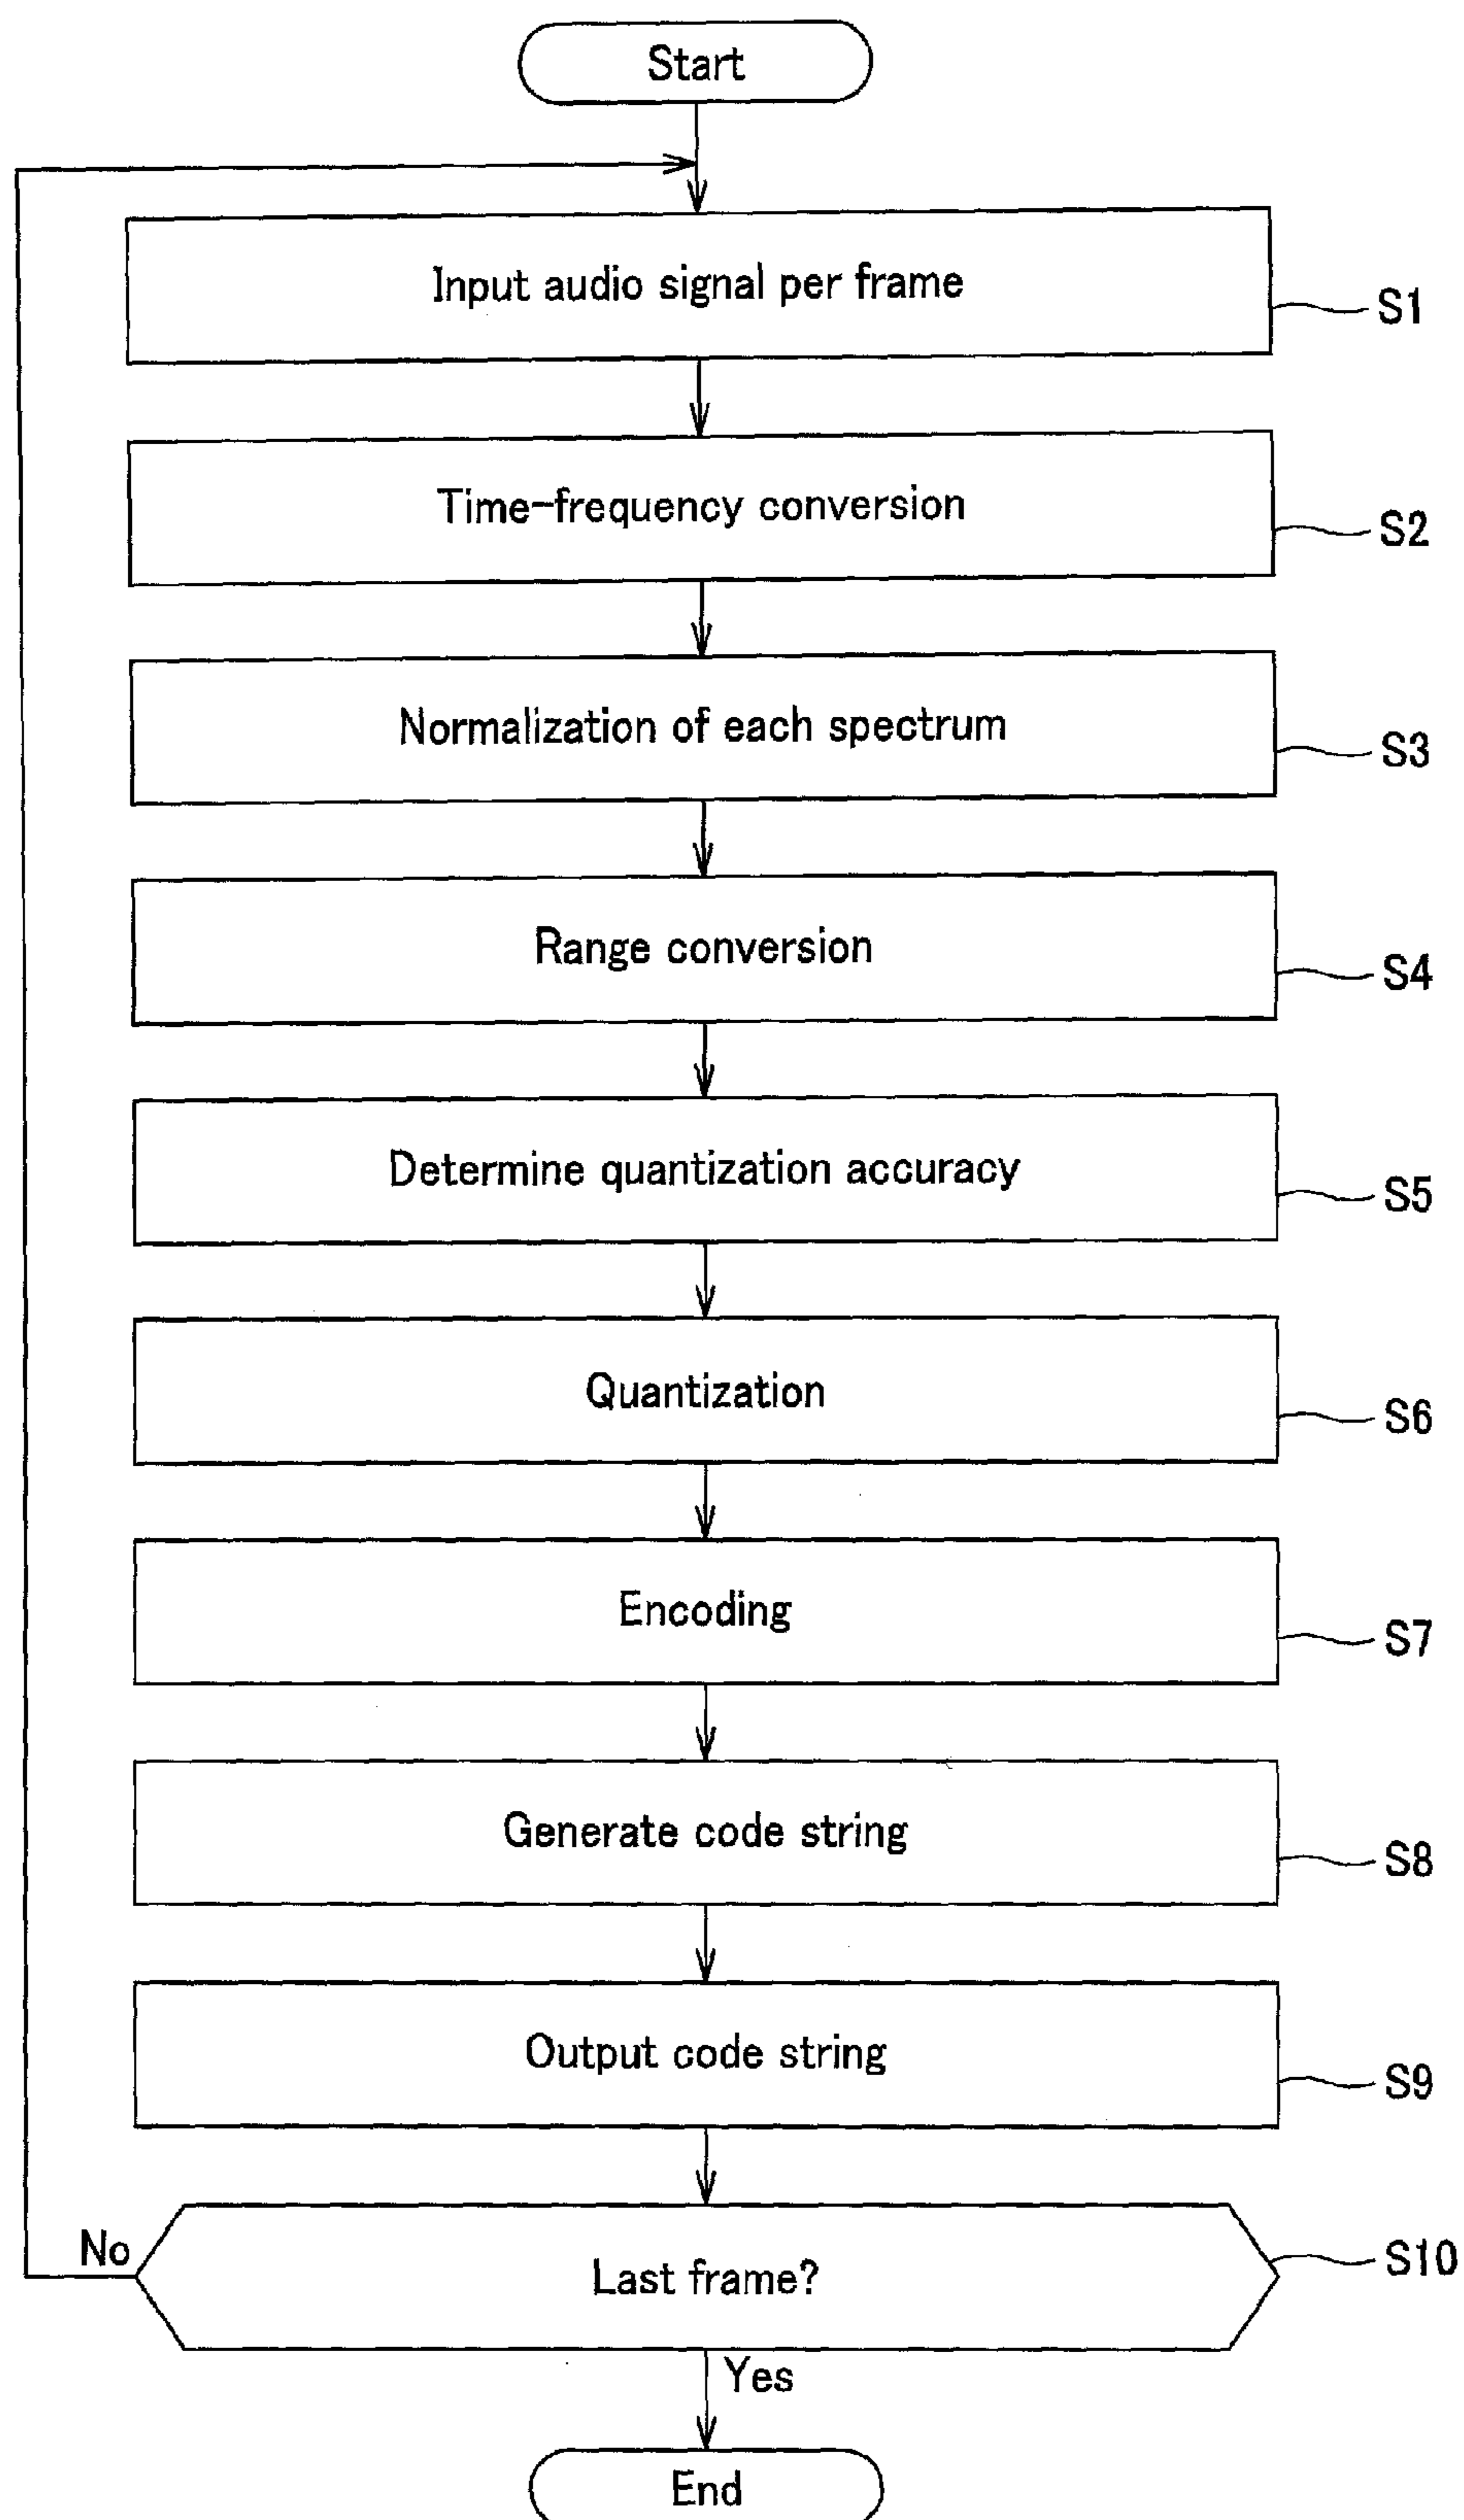 Start
Input audio signal per frame
S1
Time-frequency conversion
S2
Normalization of each spectrum
S3
Range conversion
S4
Determine quantization accuracy
S5
Quantization
S6
Encoding
S7
Generate code string
S8
Output code string
S9
No
Last frame?
S10
Yes
End